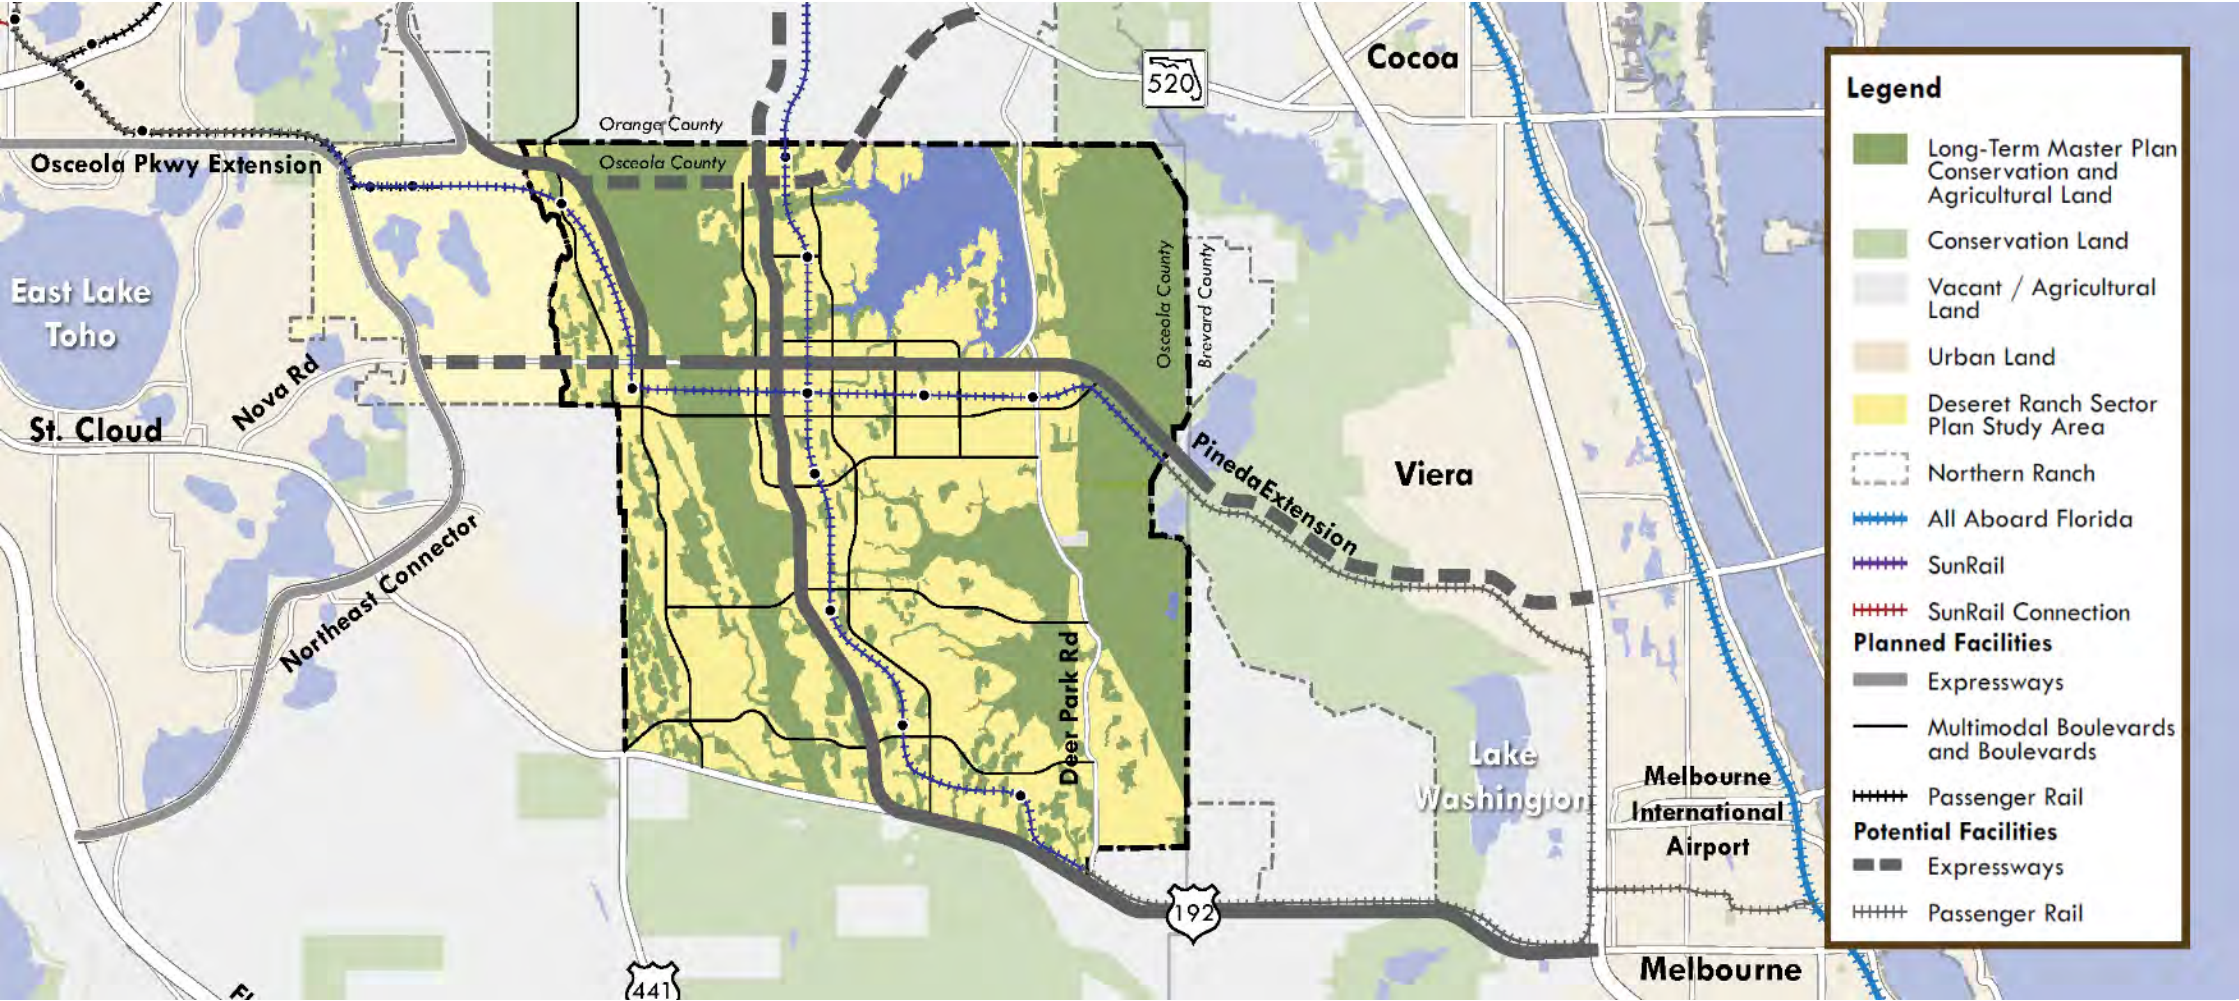 Cocoa
520
Orange County
Osceola County
Osceola Pkwy Extension
East Lake
Toho
Nova Rd
St. Cloud
Northeast Connector
Osceola County
Brevard County
Pineda Extension
Viera
Deer Park Rd
Lake
Washington
Melbourne
International
Airport
192
441
Melbourne
Legend
Long-Term Master Plan
Conservation and
Agricultural Land
Conservation Land
Vacant / Agricultural
Land
Urban Land
Deseret Ranch Sector
Plan Study Area
Northern Ranch
All Aboard Florida
SunRail
SunRail Connection
Planned Facilities
Expressways
Multimodal Boulevards
and Boulevards
Passenger Rail
Potential Facilities
Expressways
Passenger Rail